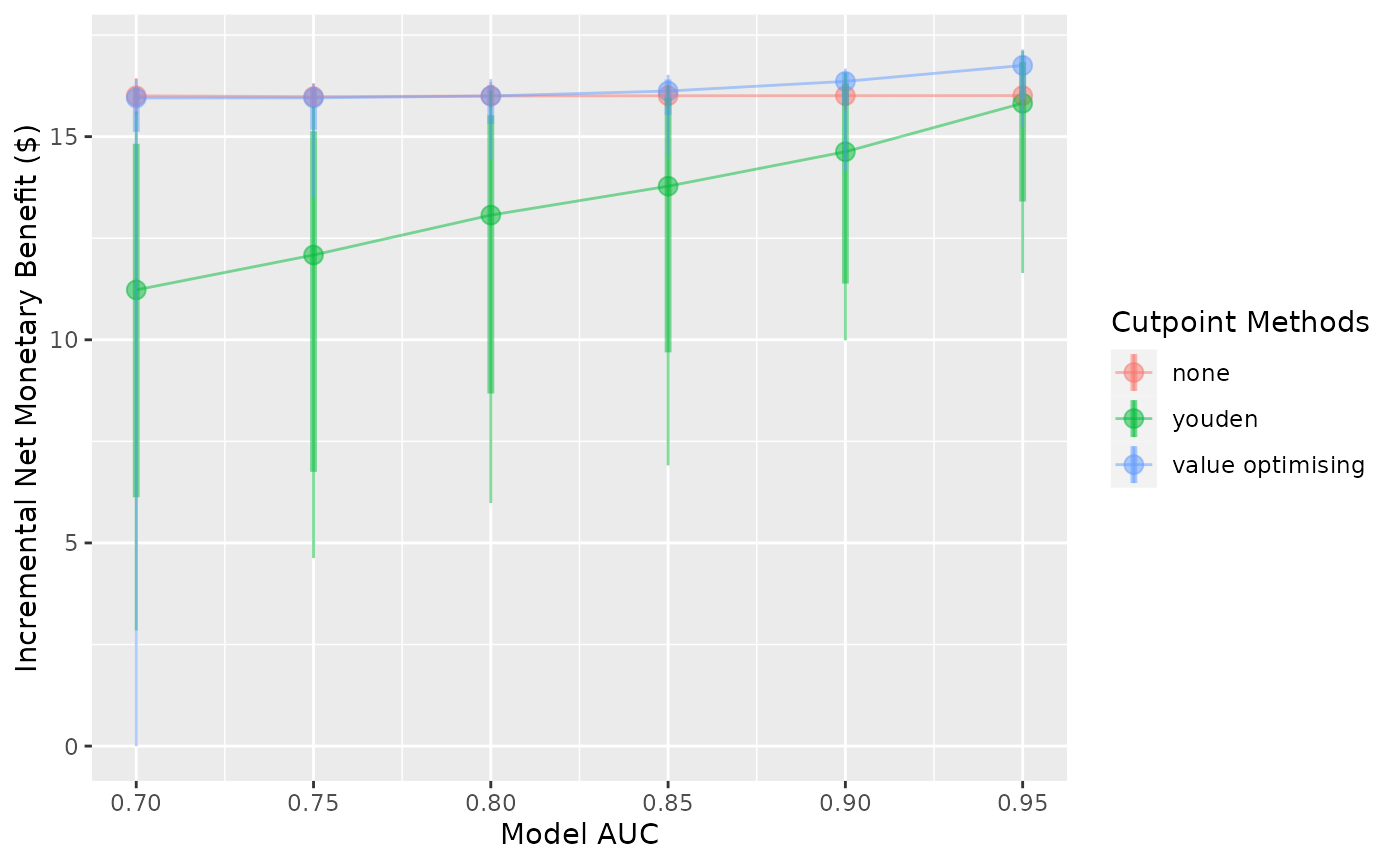 Incremental Net Monetary Benefit ($)
15
10
5
0
0.70 0.75 0.80 0.85 0.90 0.95
Model AUC
Cutpoint Methods
none
youden
value optimising